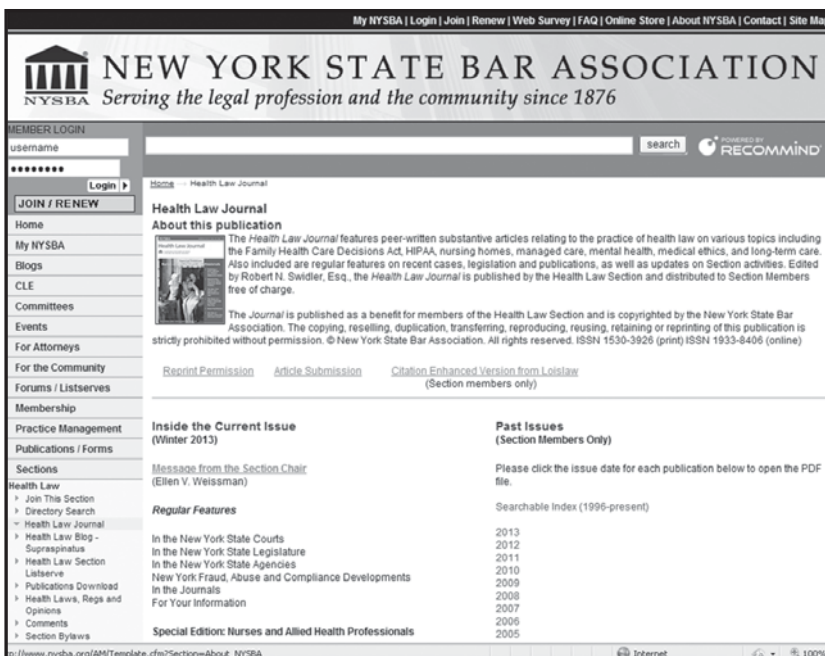 My NYSBA | Login | Join | Renew | Web Survey | FAQ | Online Store | About NYSBA | Contact | Site Map
NYSBA
NEW YORK STATE BAR ASSOCIATION
Serving the legal profession and the community since 1876
MEMBER LOGIN
username
Login
JOIN / RENEW
Home
My NYSBA
Blogs
CLE
Committees
Events
For Attorneys
For the Community
Forums / Listserves
Membership
Practice Management
Publications / Forms
Sections
Health Law
Join This Section
Directory Search
Health Law Journal
Health Law Blog -
Supraspinatus
Health Law Section
Listserve
Publications Download
Health Laws, Regs and
Opinions
Comments
Section Bylaws
search
POWERED BY
RECOMMIND
Home → Health Law Journal
Health Law Journal
About this publication
Health Law Journal
The Health Law Journal features peer-written substantive articles relating to the practice of health law on various topics including
the Family Health Care Decisions Act, HIPAA, nursing homes, managed care, mental health, medical ethics, and long-term care.
Also included are regular features on recent cases, legislation and publications, as well as updates on Section activities. Edited
by Robert N. Swidler, Esq., the Health Law Journal is published by the Health Law Section and distributed to Section Members
free of charge.
The Journal is published as a benefit for members of the Health Law Section and is copyrighted by the New York State Bar
Association. The copying, reselling, duplication, transferring, reproducing, reusing, retaining or reprinting of this publication is
strictly prohibited without permission. © New York State Bar Association. All rights reserved. ISSN 1530-3926 (print) ISSN 1933-8406 (online)
Reprint Permission Article Submission Citation Enhanced Version from Loislaw
(Section members only)
Inside the Current Issue
(Winter 2013)
Message from the Section Chair
(Ellen V. Weissman)
Regular Features
In the New York State Courts
In the New York State Legislature
In the New York State Agencies
New York Fraud, Abuse and Compliance Developments
In the Journals
For Your Information
Special Edition: Nurses and Allied Health Professionals
Past Issues
(Section Members Only)
Please click the issue date for each publication below to open the PDF
file.
Searchable Index (1996-present)
2013
2012
2011
2010
2009
2008
2007
2006
2005
p://www.nysba.org/AM/Template.cfm?Section=About_NYSBA
Internet
100%